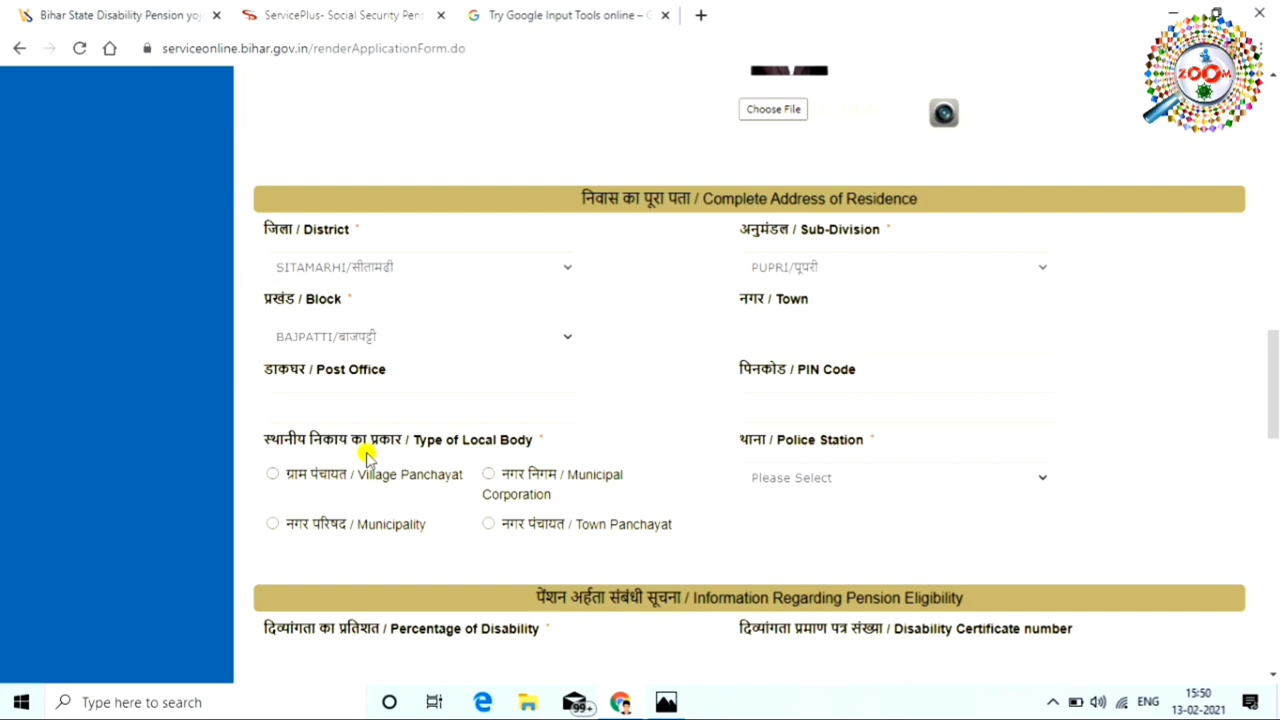 Bihar State Disability Pension yoj
ServicePlus- Social Security Pen
Try Google Input Tools online – G
serviceonline.bihar.gov.in/renderApplicationForm.do
ZOOM
Choose File
निवास का पूरा पता / Complete Address of Residence
जिला / District *
अनुमंडल / Sub-Division *
SITAMARHI/सीतामढी
PUPRI/पूपरी
प्रखंड / Block *
नगर / Town
BAJPATTI/बाजपट्टी
डाकघर / Post Office
पिनकोड / PIN Code
स्थानीय निकाय का प्रकार / Type of Local Body *
थाना / Police Station *
ग्राम पंचायत / Village Panchayat
नगर निगम / Municipal
Corporation
Please Select
नगर परिषद / Municipality
नगर पंचायत / Town Panchayat
पेंशन अर्हता संबंधी सूचना / Information Regarding Pension Eligibility
दिव्यांगता का प्रतिशत / Percentage of Disability *
दिव्यांगता प्रमाण पत्र संख्या / Disability Certificate number
Type here to search
99+
ENG
15:50
13-02-2021